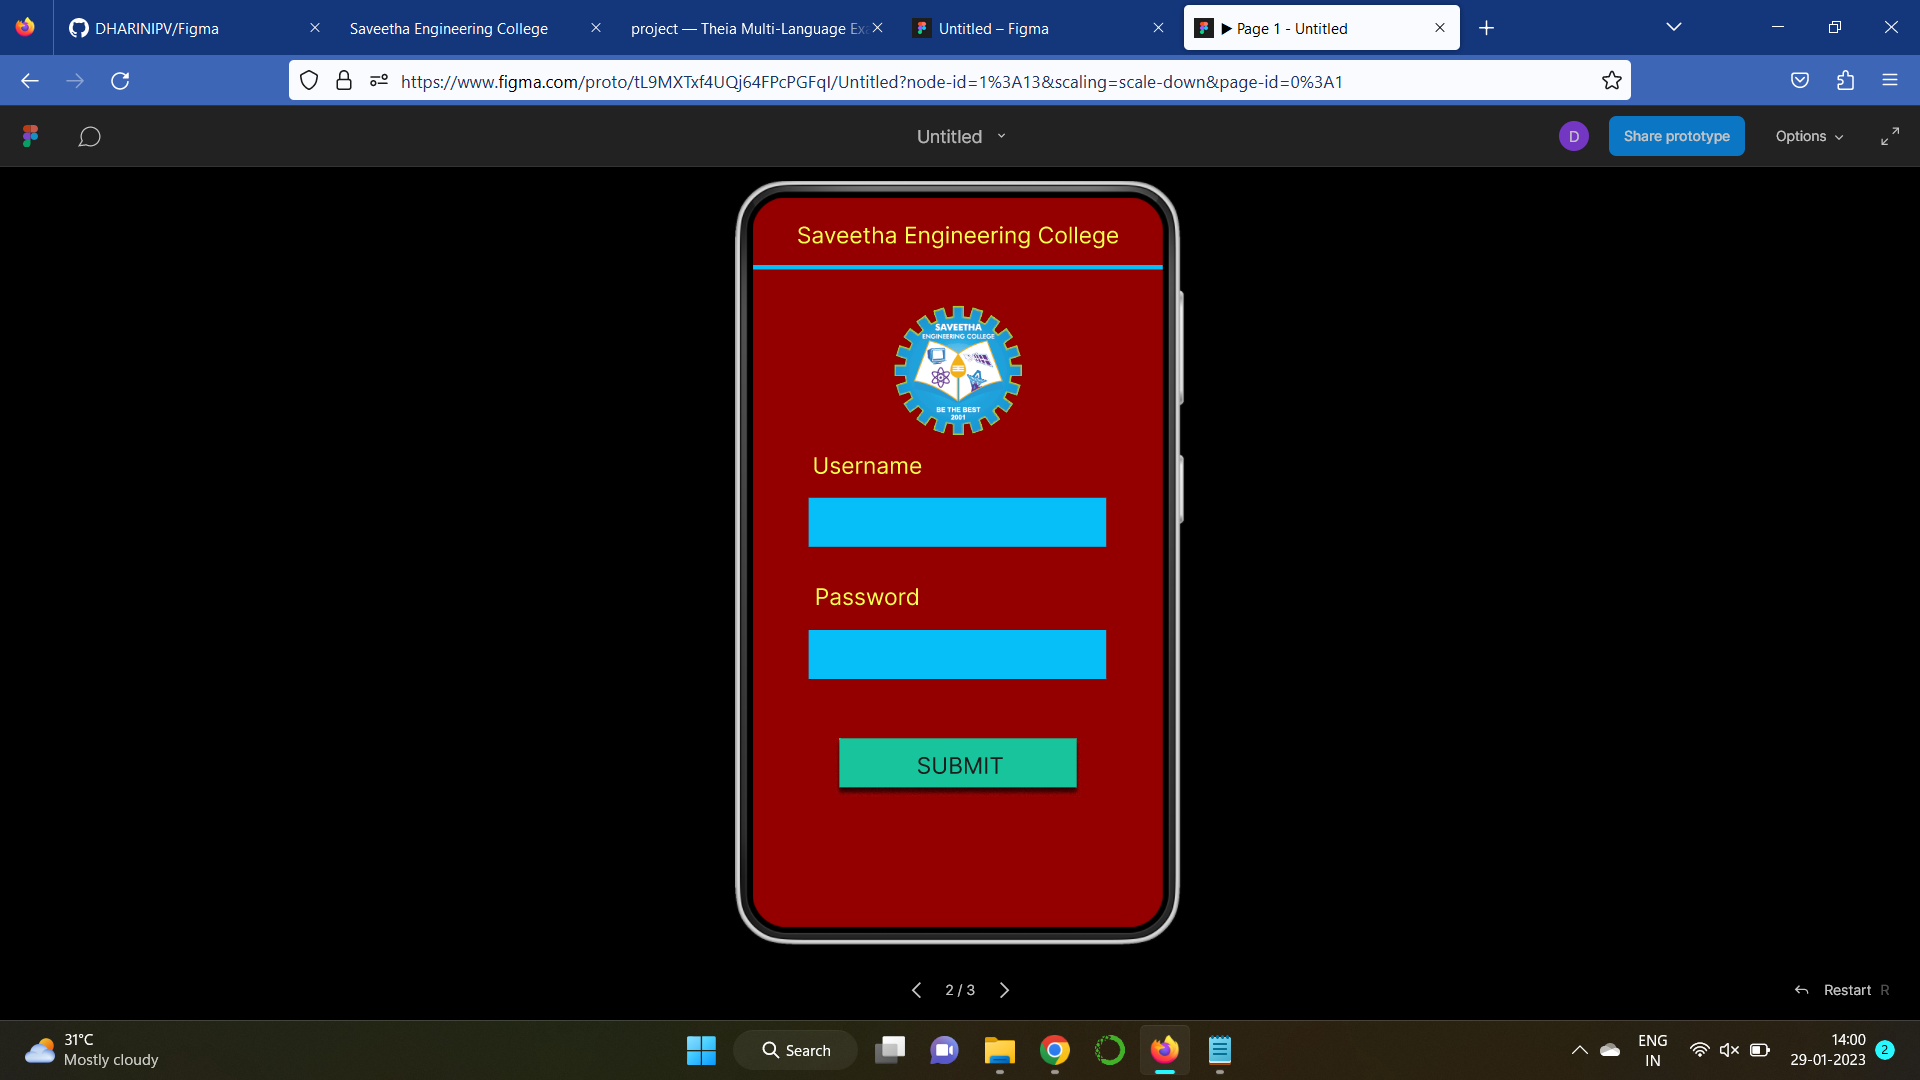 DHARINIPV/Figma
Saveetha Engineering College
project — Theia Multi-Language Ex
Untitled – Figma
▶ Page 1 - Untitled
https://www.figma.com/proto/tL9MXTxf4UQj64FPcPGFqI/Untitled?node-id=1%3A13&scaling=scale-down&page-id=0%3A1
Untitled
D
Share prototype
Options
Saveetha Engineering College
SAVEETHA
ENGINEERING COLLEGE
BE THE BEST
2001
Username
Password
SUBMIT
2 / 3
Restart R
31°C
Mostly cloudy
Search
ENG
IN
14:00
29-01-2023
2